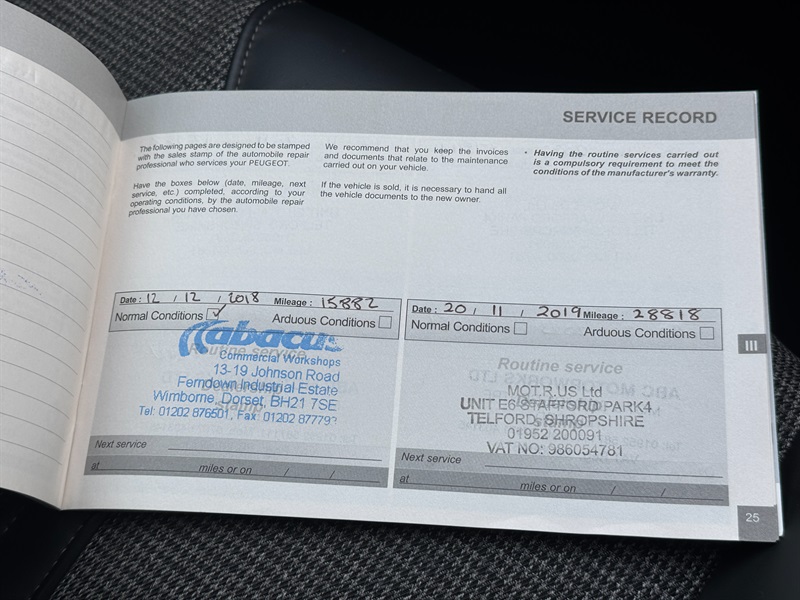 SERVICE RECORD
The following pages are designed to be stamped
with the sales stamp of the automobile repair
professional who services your PEUGEOT.
Have the boxes below (date, mileage, next
service, etc.) completed, according to your
operating conditions, by the automobile repair
professional you have chosen.
We recommend that you keep the invoices
and documents that relate to the maintenance
carried out on your vehicle.
If the vehicle is sold, it is necessary to hand all
the vehicle documents to the new owner.
• Having the routine services carried out
is a compulsory requirement to meet the
conditions of the manufacturer's warranty.
Date : 12 / 12 / 2018 Mileage : 15882
Normal Conditions ✓ Arduous Conditions
abacus
Routine service
Commercial Workshops
13-19 Johnson Road
Ferndown Industrial Estate
Wimborne, Dorset, BH21 7SE
stamp
Tel: 01202 876501, Fax: 01202 877793
Next service
at miles or on / /
Date : 20 / 11 / 2019 Mileage : 28818
Normal Conditions Arduous Conditions
Routine service
MOT.R.US Ltd
UNIT E6 STAFFORD PARK4
TELFORD, SHROPSHIRE
01952 200091
VAT NO: 986054781
Next service
at miles or on / /
III
25